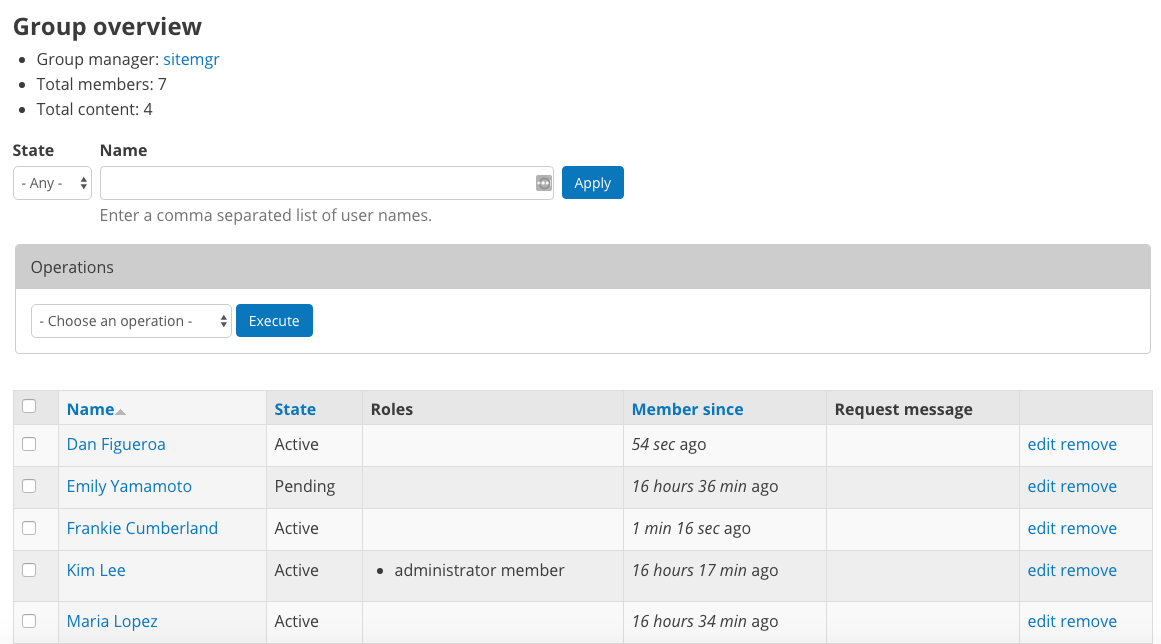 Group overview
Group manager: sitemgr
Total members: 7
Total content: 4
State Name
- Any - Apply
Enter a comma separated list of user names.
Operations
- Choose an operation - Execute
Name State Roles Member since Request message
Dan Figueroa Active 54 sec ago edit remove
Emily Yamamoto Pending 16 hours 36 min ago edit remove
Frankie Cumberland Active 1 min 16 sec ago edit remove
Kim Lee Active administrator member 16 hours 17 min ago edit remove
Maria Lopez Active 16 hours 34 min ago edit remove